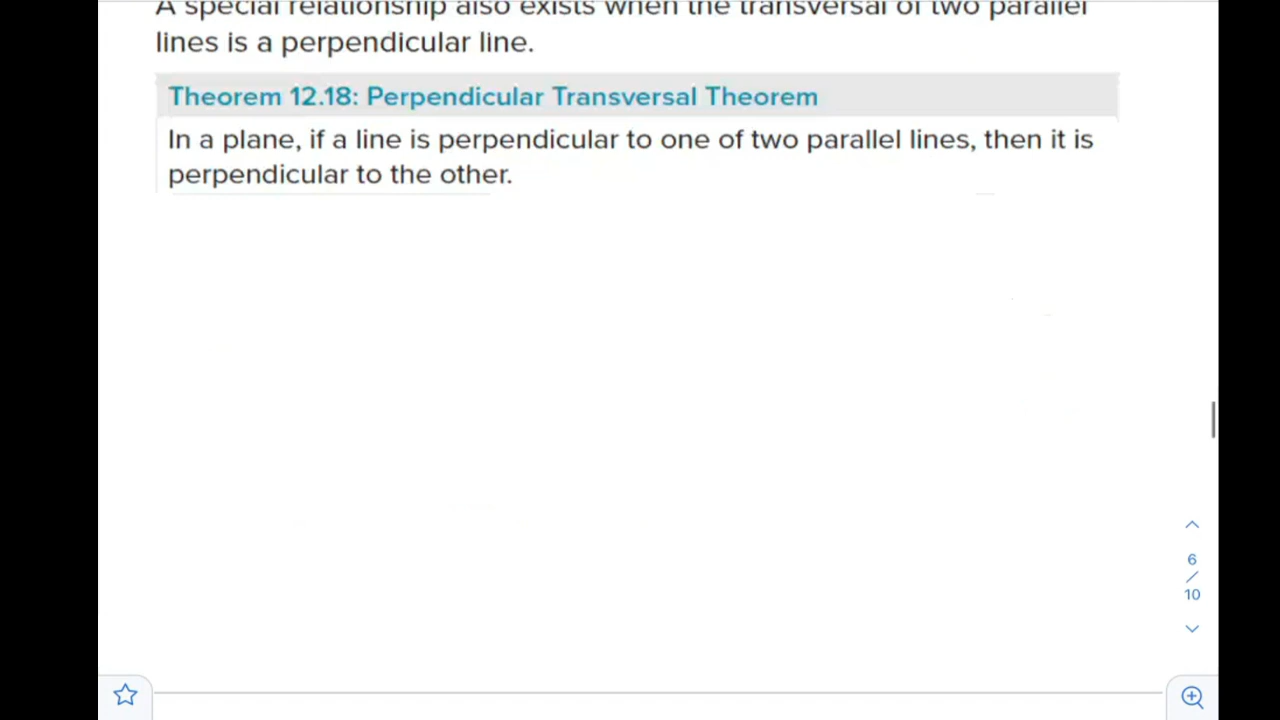 A special relationship also exists when the transversal of two parallel
lines is a perpendicular line.
Theorem 12.18: Perpendicular Transversal Theorem
In a plane, if a line is perpendicular to one of two parallel lines, then it is
perpendicular to the other.
6
/
10